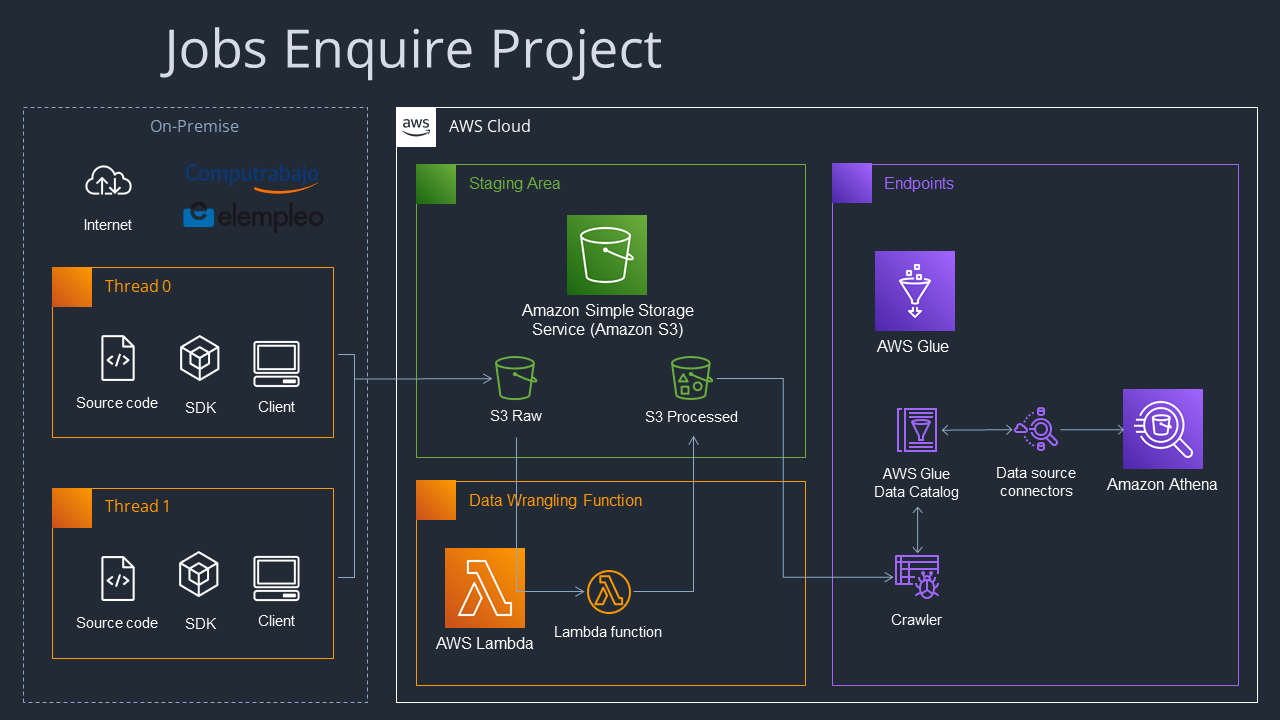 Jobs Enquire Project
On-Premise
Internet
Computrabajo
elempleo
Thread 0
Source code
SDK
Client
Thread 1
Source code
SDK
Client
aws
AWS Cloud
Staging Area
Amazon Simple Storage
Service (Amazon S3)
S3 Raw
S3 Processed
Data Wrangling Function
AWS Lambda
Lambda function
Endpoints
AWS Glue
AWS Glue
Data Catalog
Data source
connectors
Amazon Athena
Crawler